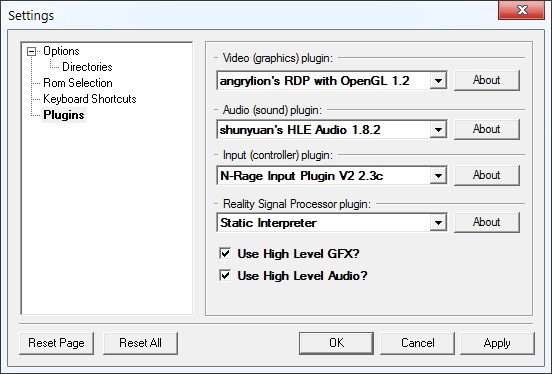 Settings
Options
Directories
Rom Selection
Keyboard Shortcuts
Plugins
Video (graphics) plugin:
angrylion's RDP with OpenGL 1.2
About
Audio (sound) plugin:
shunyuan's HLE Audio 1.8.2
About
Input (controller) plugin:
N-Rage Input Plugin V2 2.3c
About
Reality Signal Processor plugin:
Static Interpreter
About
Use High Level GFX?
Use High Level Audio?
Reset Page
Reset All
OK
Cancel
Apply